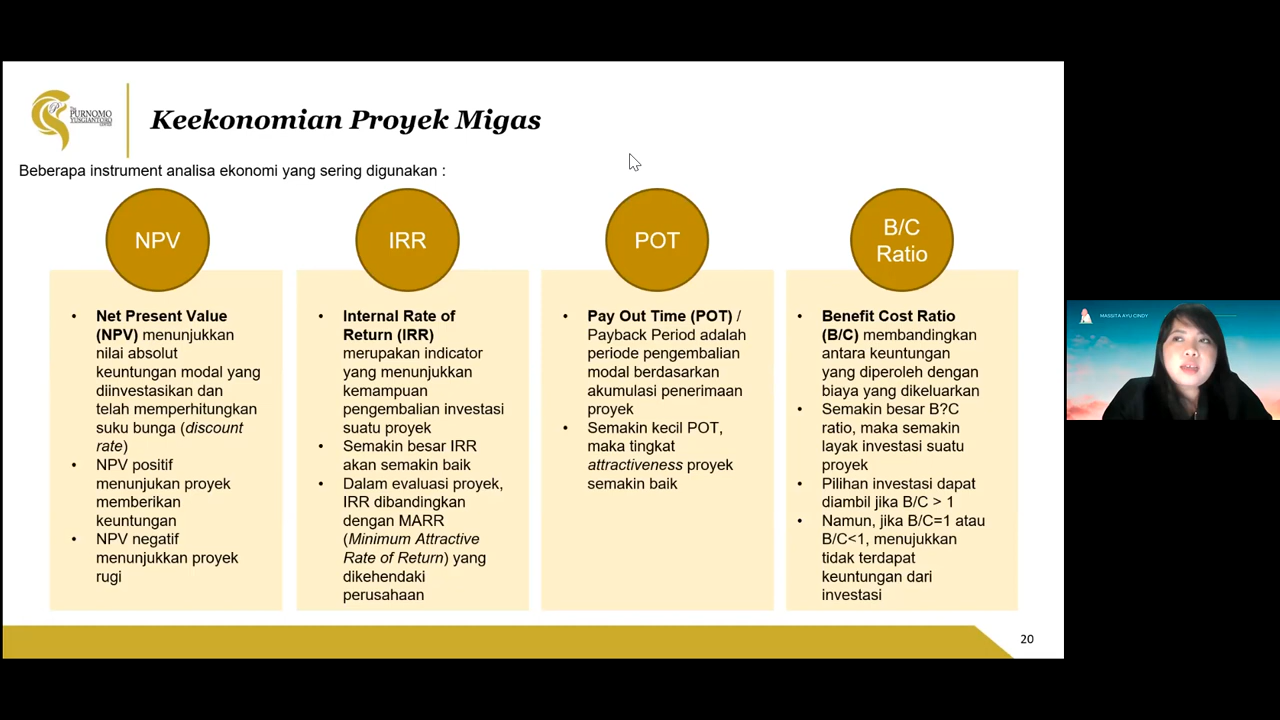 The
PURNOMO
YUSGIANTORO
CENTER
Keekonomian Proyek Migas
Beberapa instrument analisa ekonomi yang sering digunakan :
NPV
• Net Present Value
(NPV) menunjukkan
nilai absolut
keuntungan modal yang
diinvestasikan dan
telah memperhitungkan
suku bunga (discount
rate)
• NPV positif
menunjukan proyek
memberikan
keuntungan
• NPV negatif
menunjukkan proyek
rugi
IRR
• Internal Rate of
Return (IRR)
merupakan indicator
yang menunjukkan
kemampuan
pengembalian investasi
suatu proyek
• Semakin besar IRR
akan semakin baik
• Dalam evaluasi proyek,
IRR dibandingkan
dengan MARR
(Minimum Attractive
Rate of Return) yang
dikehendaki
perusahaan
POT
• Pay Out Time (POT) /
Payback Period adalah
periode pengembalian
modal berdasarkan
akumulasi penerimaan
proyek
• Semakin kecil POT,
maka tingkat
attractiveness proyek
semakin baik
B/C
Ratio
• Benefit Cost Ratio
(B/C) membandingkan
antara keuntungan
yang diperoleh dengan
biaya yang dikeluarkan
• Semakin besar B?C
ratio, maka semakin
layak investasi suatu
proyek
• Pilihan investasi dapat
diambil jika B/C > 1
• Namun, jika B/C=1 atau
B/C<1, menujukkan
tidak terdapat
keuntungan dari
investasi
20
MASSITA AYU CINDY